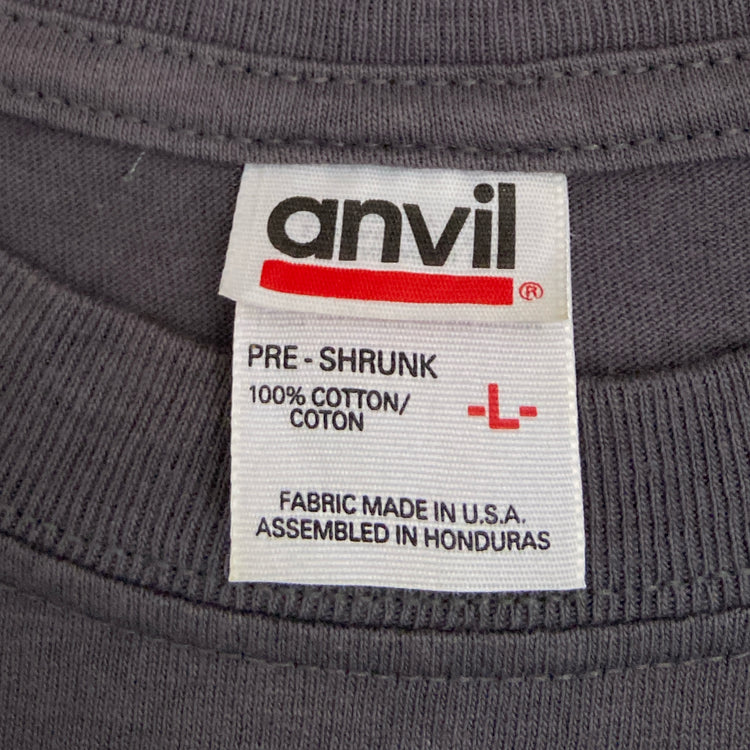 anvil®
PRE - SHRUNK
100% COTTON/
COTON
-L-
FABRIC MADE IN U.S.A.
ASSEMBLED IN HONDURAS